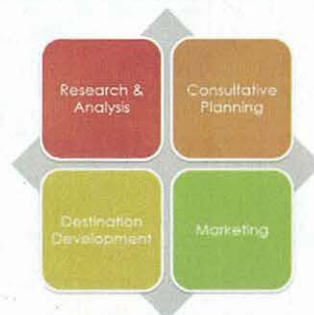 Research &
Analysis
Consultative
Planning
Destination
Development
Marketing